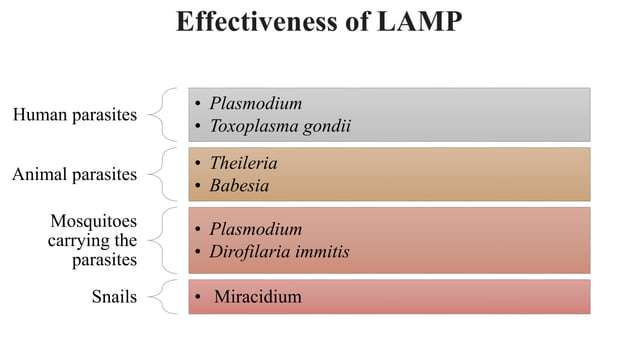 Effectiveness of LAMP
Human parasites
• Plasmodium
• Toxoplasma gondii
Animal parasites
• Theileria
• Babesia
Mosquitoes
carrying the
parasites
• Plasmodium
• Dirofilaria immitis
Snails
• Miracidium